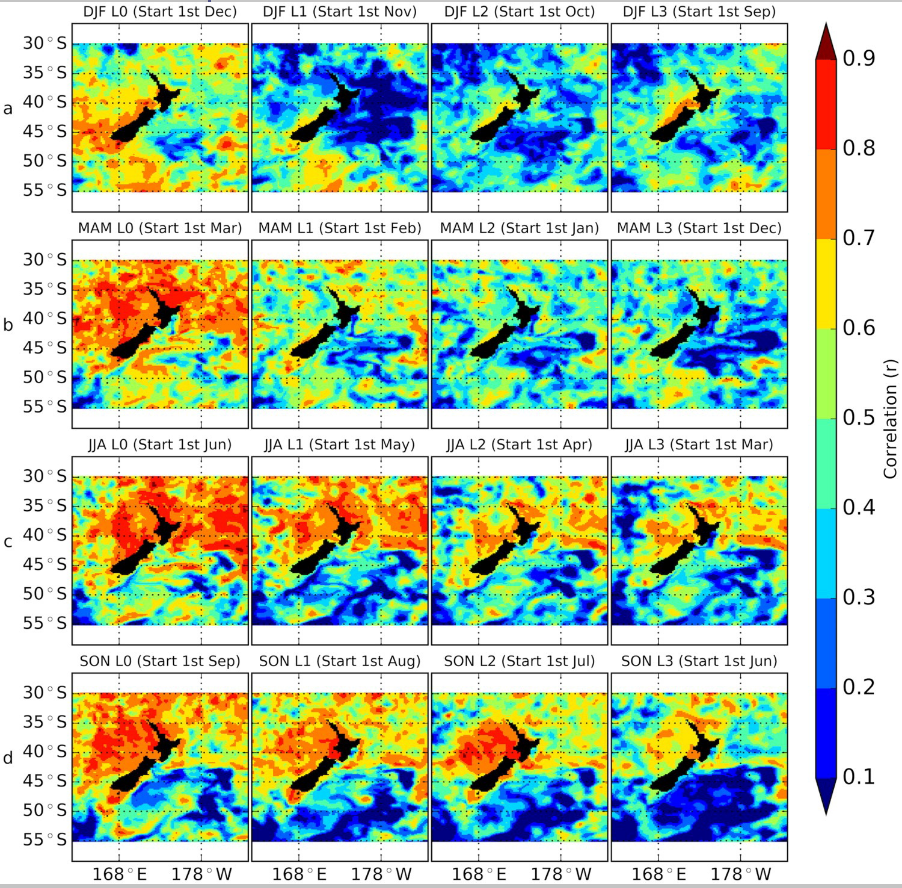 DJF L0 (Start 1st Dec) DJF L1 (Start 1st Nov) DJF L2 (Start 1st Oct) DJF L3 (Start 1st Sep)
30°S
35°S
40°S
a
45°S
50°S
55°S
MAM L0 (Start 1st Mar) MAM L1 (Start 1st Feb) MAM L2 (Start 1st Jan) MAM L3 (Start 1st Dec)
30°S
35°S
40°S
b
45°S
50°S
55°S
JJA L0 (Start 1st Jun) JJA L1 (Start 1st May) JJA L2 (Start 1st Apr) JJA L3 (Start 1st Mar)
30°S
35°S
40°S
c
45°S
50°S
55°S
SON L0 (Start 1st Sep) SON L1 (Start 1st Aug) SON L2 (Start 1st Jul) SON L3 (Start 1st Jun)
30°S
35°S
40°S
d
45°S
50°S
55°S
168°E 178°W 168°E 178°W 168°E 178°W 168°E 178°W
0.9
0.8
0.7
0.6
0.5
0.4
0.3
0.2
0.1
Correlation (r)